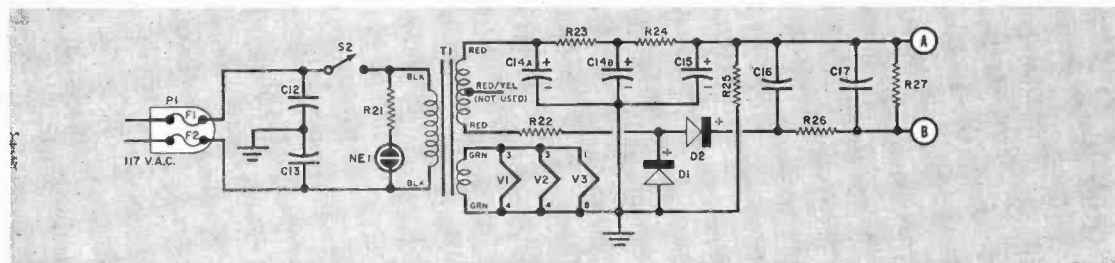 P1
F1
F2
117 V.A.C.
C12
C13
S2
R21
NE1
BLK
BLK
T1
RED
RED/YEL
(NOT USED)
RED
GRN
GRN
R22
R23
R24
C14A
+
-
C14B
+
-
C15
+
-
3
V1
4
3
V2
4
1
V3
8
+
D1
D2
+
R25
C16
C17
R26
R27
A
B